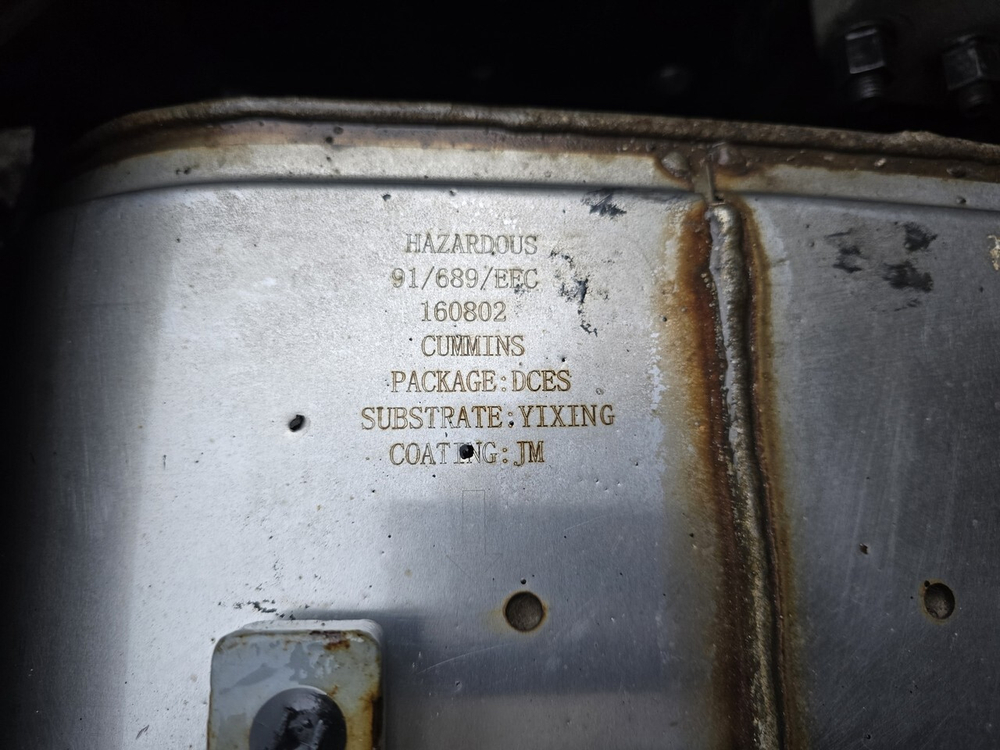 HAZARDOUS
91/689/EEC
160802
CUMMINS
PACKAGE:DCES
SUBSTRATE:YIXING
COATING:JM